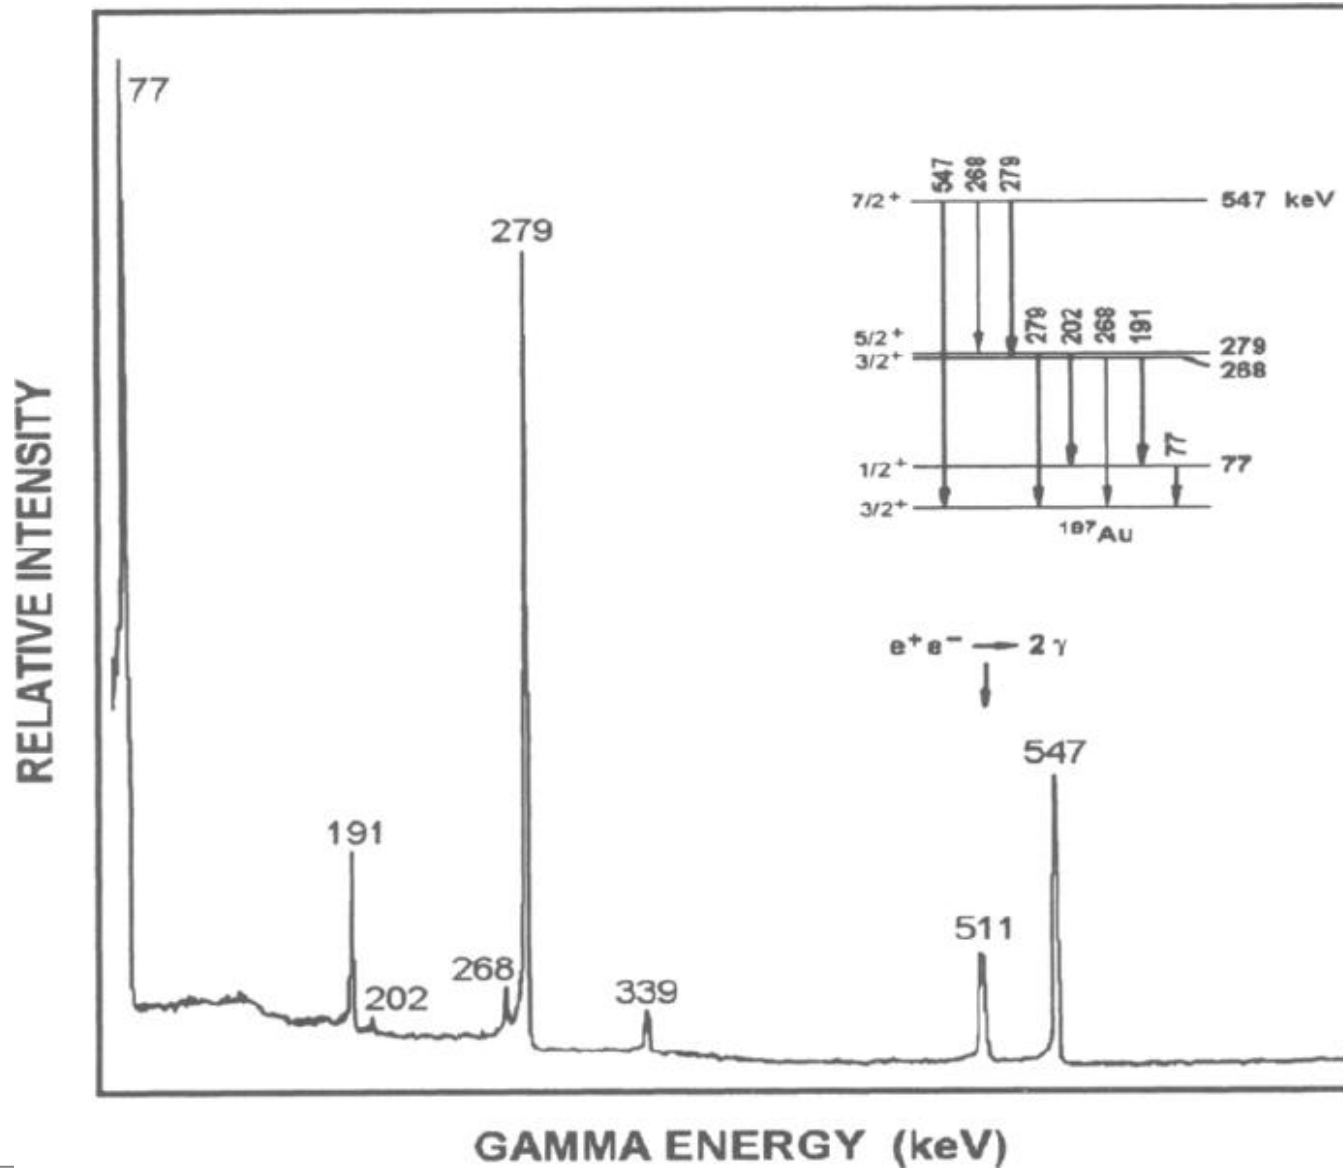 77
279
191
202
268
339
511
547
547 268 279
7/2+
547 keV
279 202 268 191
5/2+
279
3/2+
268
77
1/2+
77
3/2+
197Au
e+ e- → 2 γ
RELATIVE INTENSITY
GAMMA ENERGY (keV)